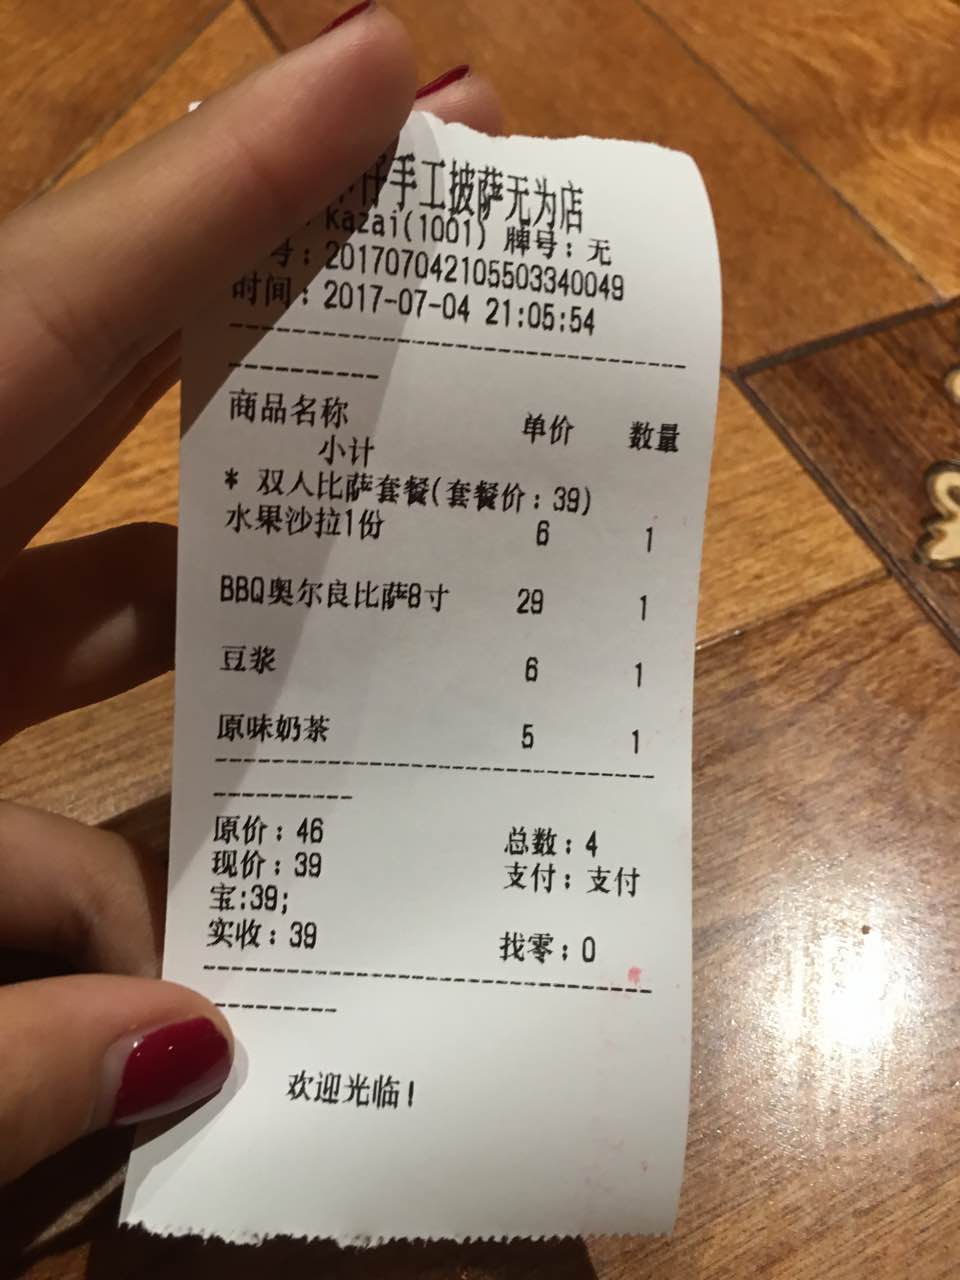 仔手工披萨无为店
kazai(1001) 牌号：无
号：201707042105503340049
时间：2017-07-04 21:05:54
--------------------------------
----------
商品名称 单价 数量
小计
* 双人比萨套餐(套餐价：39)
水果沙拉1份 6 1
BBQ奥尔良比萨8寸 29 1
豆浆 6 1
原味奶茶 5 1
--------------------------------
----------
原价：46 总数：4
现价：39 支付：支付
宝:39;
实收：39 找零：0
--------------------------------
---------
欢迎光临!